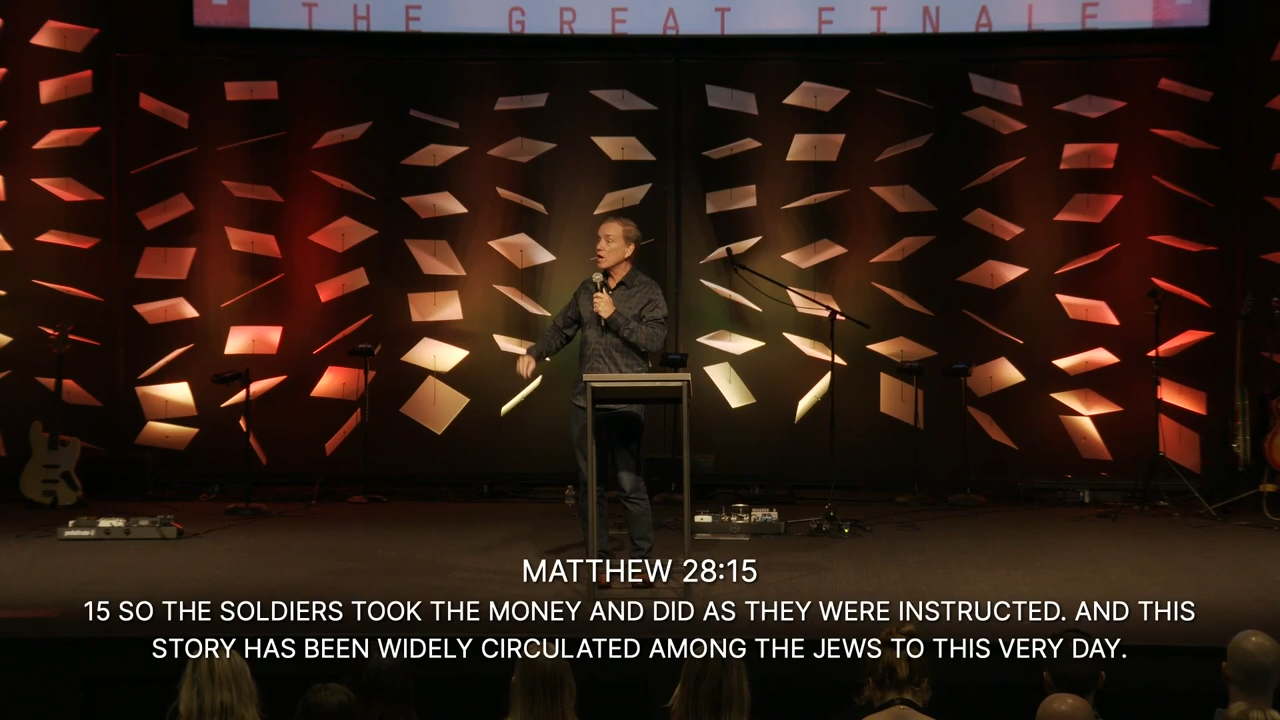 THE GREAT FINALE
MATTHEW 28:15
15 SO THE SOLDIERS TOOK THE MONEY AND DID AS THEY WERE INSTRUCTED. AND THIS
STORY HAS BEEN WIDELY CIRCULATED AMONG THE JEWS TO THIS VERY DAY.